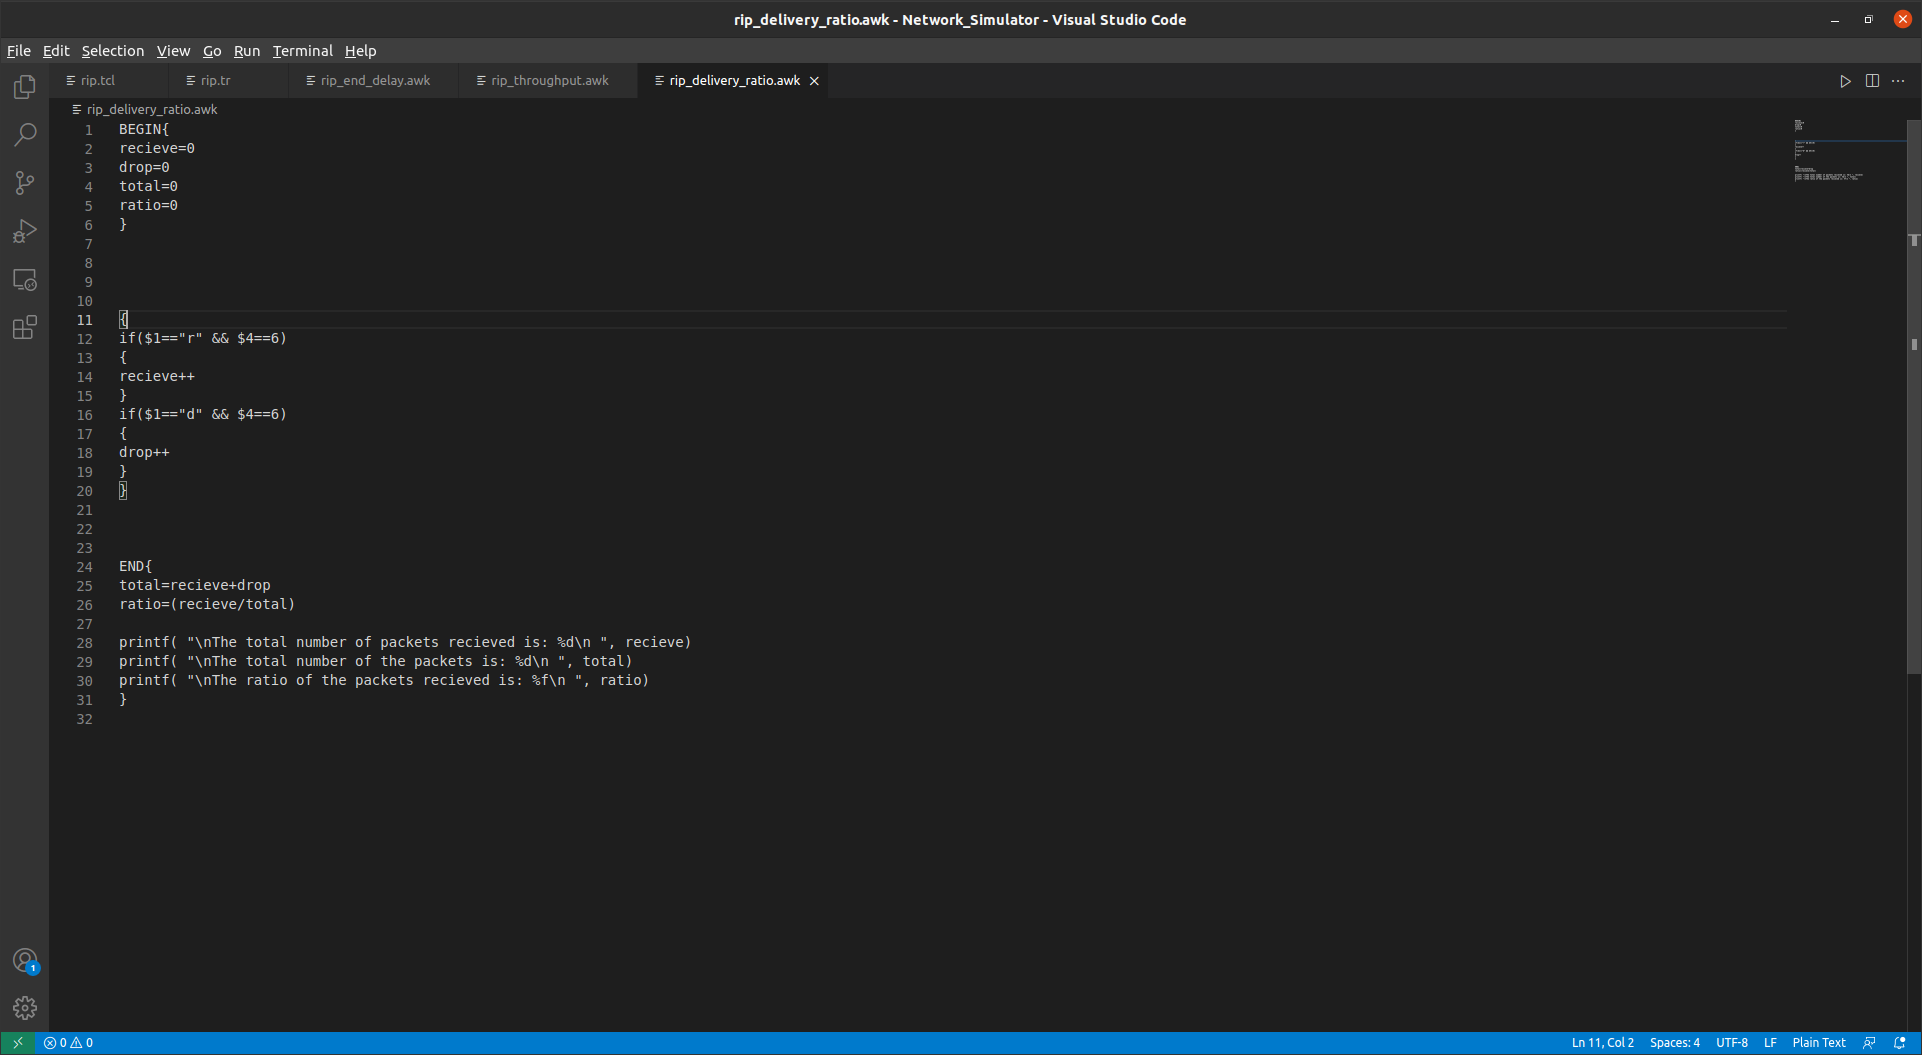 rip_delivery_ratio.awk - Network_Simulator - Visual Studio Code
File Edit Selection View Go Run Terminal Help
rip.tcl rip.tr rip_end_delay.awk rip_throughput.awk rip_delivery_ratio.awk
rip_delivery_ratio.awk
1 BEGIN{
2 recieve=0
3 drop=0
4 total=0
5 ratio=0
6 }
7
8
9
10
11 {
12 if($1=="r" && $4==6)
13 {
14 recieve++
15 }
16 if($1=="d" && $4==6)
17 {
18 drop++
19 }
20 }
21
22
23
24 END{
25 total=recieve+drop
26 ratio=(recieve/total)
27
28 printf( "\nThe total number of packets recieved is: %d\n ", recieve)
29 printf( "\nThe total number of the packets is: %d\n ", total)
30 printf( "\nThe ratio of the packets recieved is: %f\n ", ratio)
31 }
32
1
0 0 Ln 11, Col 2 Spaces: 4 UTF-8 LF Plain Text